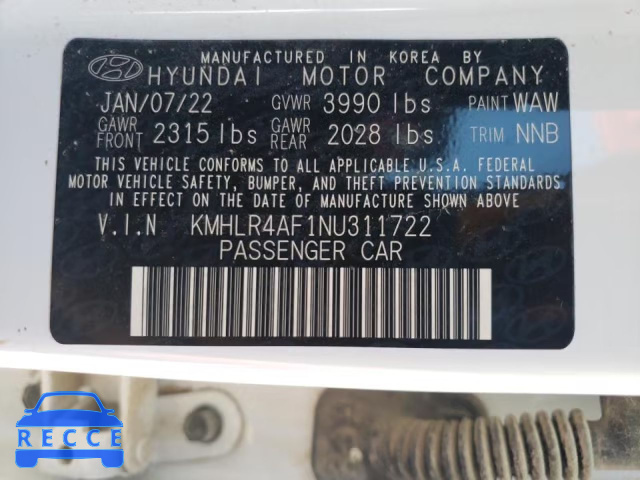 MANUFACTURED IN KOREA BY
HYUNDAI MOTOR COMPANY
JAN/07/22 GVWR 3990 lbs PAINT WAW
GAWR FRONT 2315 lbs GAWR REAR 2028 lbs TRIM NNB
THIS VEHICLE CONFORMS TO ALL APPLICABLE U.S.A. FEDERAL
MOTOR VEHICLE SAFETY, BUMPER, AND THEFT PREVENTION STANDARDS
IN EFFECT ON THE DATE OF MANUFACTURE SHOWN ABOVE
V.I.N KMHLR4AF1NU311722
PASSENGER CAR
RECCE